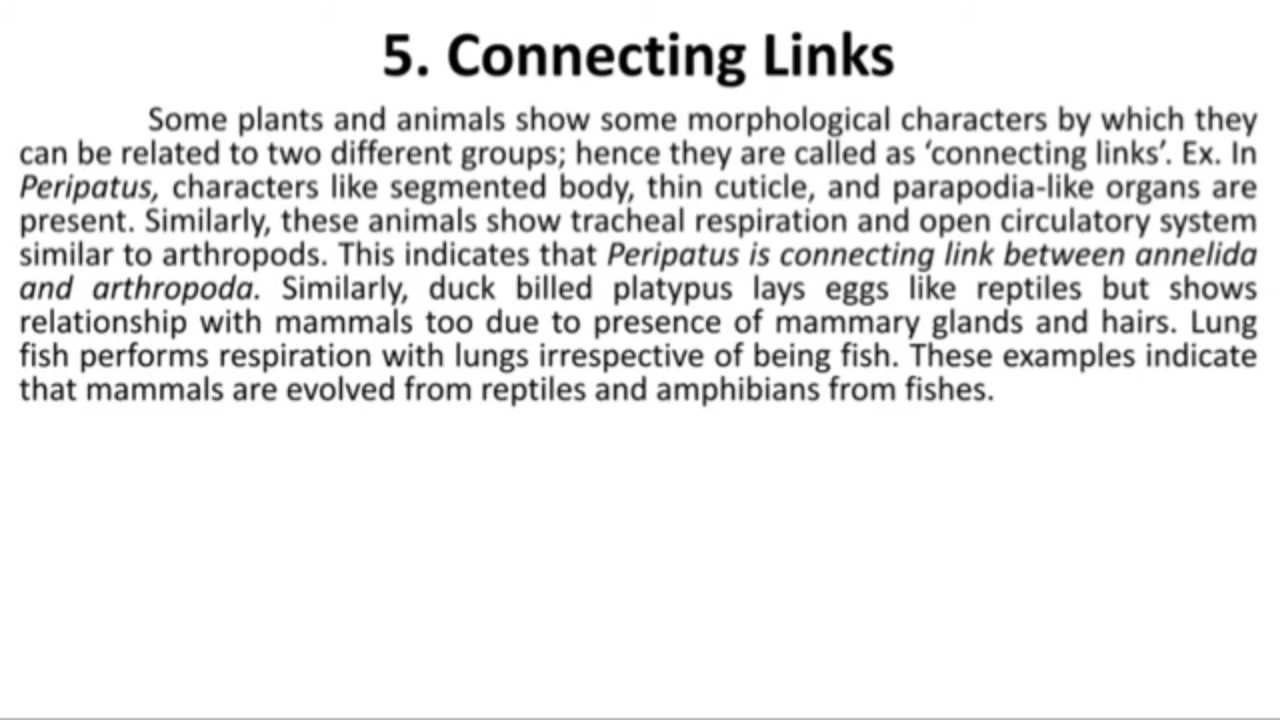 5. Connecting Links
Some plants and animals show some morphological characters by which they
can be related to two different groups; hence they are called as ‘connecting links’. Ex. In
Peripatus, characters like segmented body, thin cuticle, and parapodia-like organs are
present. Similarly, these animals show tracheal respiration and open circulatory system
similar to arthropods. This indicates that Peripatus is connecting link between annelida
and arthropoda. Similarly, duck billed platypus lays eggs like reptiles but shows
relationship with mammals too due to presence of mammary glands and hairs. Lung
fish performs respiration with lungs irrespective of being fish. These examples indicate
that mammals are evolved from reptiles and amphibians from fishes.